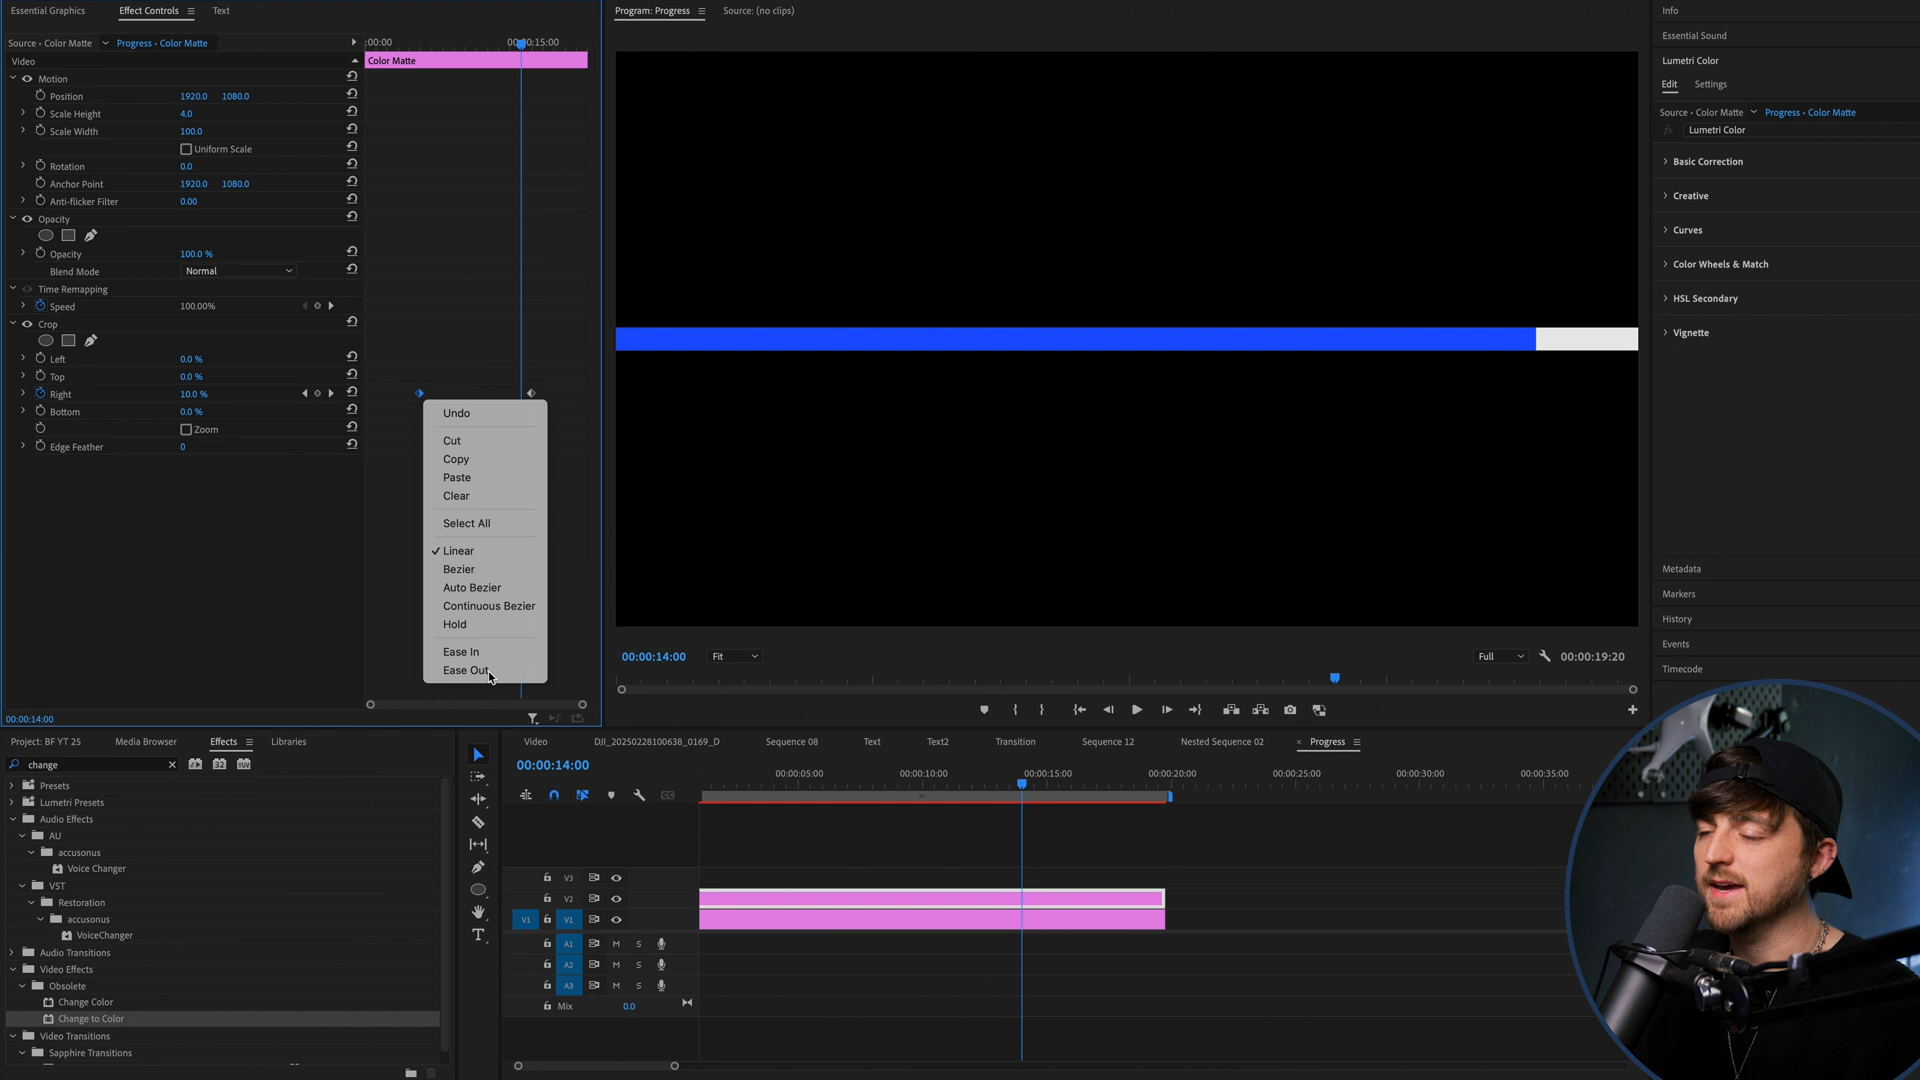 Essential Graphics
Effect Controls
Text
Program: Progress
Source: (no clips)
Info
Essential Sound
Lumetri Color
Edit
Settings
Source • Color Matte
Progress • Color Matte
Lumetri Color
Basic Correction
Creative
Curves
Color Wheels & Match
HSL Secondary
Vignette
Metadata
Markers
History
Events
Timecode
Source • Color Matte
Progress • Color Matte
:00:00
00:00:15:00
Video
Color Matte
Motion
Position 1920.0 1080.0
Scale Height 4.0
Scale Width 100.0
Uniform Scale
Rotation 0.0
Anchor Point 1920.0 1080.0
Anti-flicker Filter 0.00
Opacity
Opacity 100.0 %
Blend Mode Normal
Time Remapping
Speed 100.00%
Crop
Left 0.0 %
Top 0.0 %
Right 10.0 %
Bottom 0.0 %
Zoom
Edge Feather 0
Undo
Cut
Copy
Paste
Clear
Select All
✓ Linear
Bezier
Auto Bezier
Continuous Bezier
Hold
Ease In
Ease Out
00:00:14:00
00:00:14:00
Fit
Full
00:00:19:20
Project: BF YT 25
Media Browser
Effects
Libraries
change
Presets
Lumetri Presets
Audio Effects
AU
accusonus
Voice Changer
VST
Restoration
accusonus
VoiceChanger
Audio Transitions
Video Effects
Obsolete
Change Color
Change to Color
Video Transitions
Sapphire Transitions
Video
DJI_20250228100638_0169_D
Sequence 08
Text
Text2
Transition
Sequence 12
Nested Sequence 02
× Progress
00:00:14:00
00:00:05:00
00:00:10:00
00:00:15:00
00:00:20:00
00:00:25:00
00:00:30:00
00:00:35:00
V3
V2
V1 V1
A1 M S
A2 M S
A3 M S
Mix 0.0